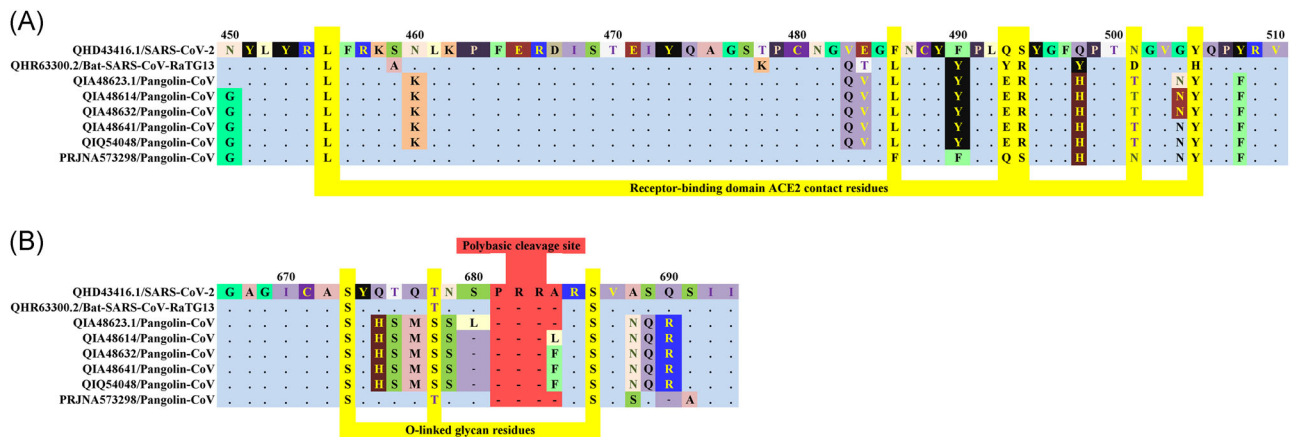 (A)
450 460 470 480 490 500 510
QHD43416.1/SARS-CoV-2 N Y L Y R L F R K S N L K P F E R D I S T E I Y Q A G S T P C N G V E G F N C Y F P L Q S Y G F Q P T N G V G Y Q P Y R V
QHR63300.2/Bat-SARS-CoV-RaTG13 . . . . . L . . . A . . . . . . . . . . . . . . . . . . K . . . . Q T . L . . . Y . . Y R . . . Y . . D . . . H . . . . .
QIA48623.1/Pangolin-CoV . . . . . L . . . . K . . . . . . . . . . . . . . . . . . . . . . Q V . L . . . Y . . E R . . . H . . T . . N Y . . F . .
QIA48614/Pangolin-CoV G . . . . L . . . . K . . . . . . . . . . . . . . . . . . . . . . Q V . L . . . Y . . E R . . . H . . T . . N Y . . F . .
QIA48632/Pangolin-CoV G . . . . L . . . . K . . . . . . . . . . . . . . . . . . . . . . Q V . L . . . Y . . E R . . . H . . T . . N Y . . F . .
QIA48641/Pangolin-CoV G . . . . L . . . . K . . . . . . . . . . . . . . . . . . . . . . Q V . L . . . Y . . E R . . . H . . T . . N Y . . F . .
QIQ54048/Pangolin-CoV G . . . . L . . . . K . . . . . . . . . . . . . . . . . . . . . . Q V . L . . . Y . . E R . . . H . . T . . N Y . . F . .
PRJNA573298/Pangolin-CoV G . . . . L . . . . . . . . . . . . . . . . . . . . . . . . . . . . . . F . . . F . . Q S . . . H . . N . . N Y . . F . .
Receptor-binding domain ACE2 contact residues
(B)
Polybasic cleavage site
670 680 690
QHD43416.1/SARS-CoV-2 G A G I C A S Y Q T Q T N S P R R A R S V A S Q S I I
QHR63300.2/Bat-SARS-CoV-RaTG13 . . . . . . S . . . . T . . - - - - . S . . . . . . .
QIA48623.1/Pangolin-CoV . . . . . . S . H S M S S L - - - - . S . N Q R . . .
QIA48614/Pangolin-CoV . . . . . . S . H S M S S - - - - L . S . N Q R . . .
QIA48632/Pangolin-CoV . . . . . . S . H S M S S - - - - F . S . N Q R . . .
QIA48641/Pangolin-CoV . . . . . . S . H S M S S - - - - F . S . N Q R . . .
QIQ54048/Pangolin-CoV . . . . . . S . H S M S S - - - - F . S . N Q R . . .
PRJNA573298/Pangolin-CoV . . . . . . S . . . . T . . - - - - . S . S . - A . .
O-linked glycan residues